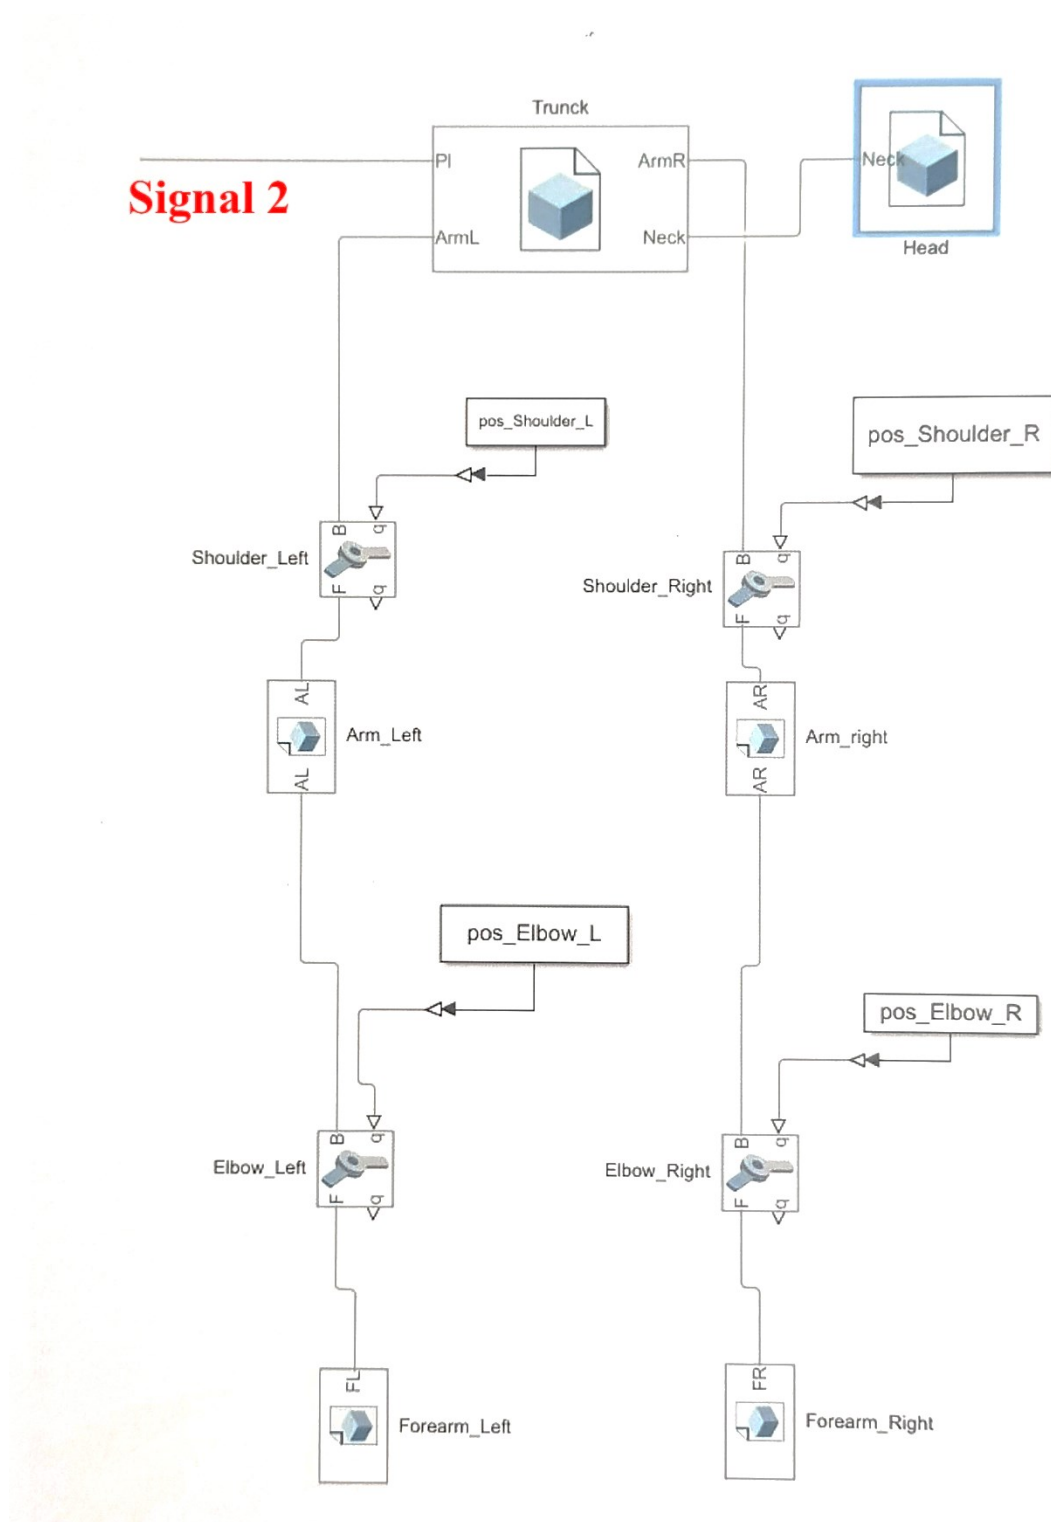 Trunck
PI
ArmR
Neck
Signal 2
ArmL
Neck
Head
pos_Shoulder_L
pos_Shoulder_R
B
q
Shoulder_Left
F
q
B
q
Shoulder_Right
F
q
AL
Arm_Left
AL
AR
Arm_right
AR
pos_Elbow_L
pos_Elbow_R
B
q
Elbow_Left
F
q
B
q
Elbow_Right
F
q
FL
Forearm_Left
FR
Forearm_Right